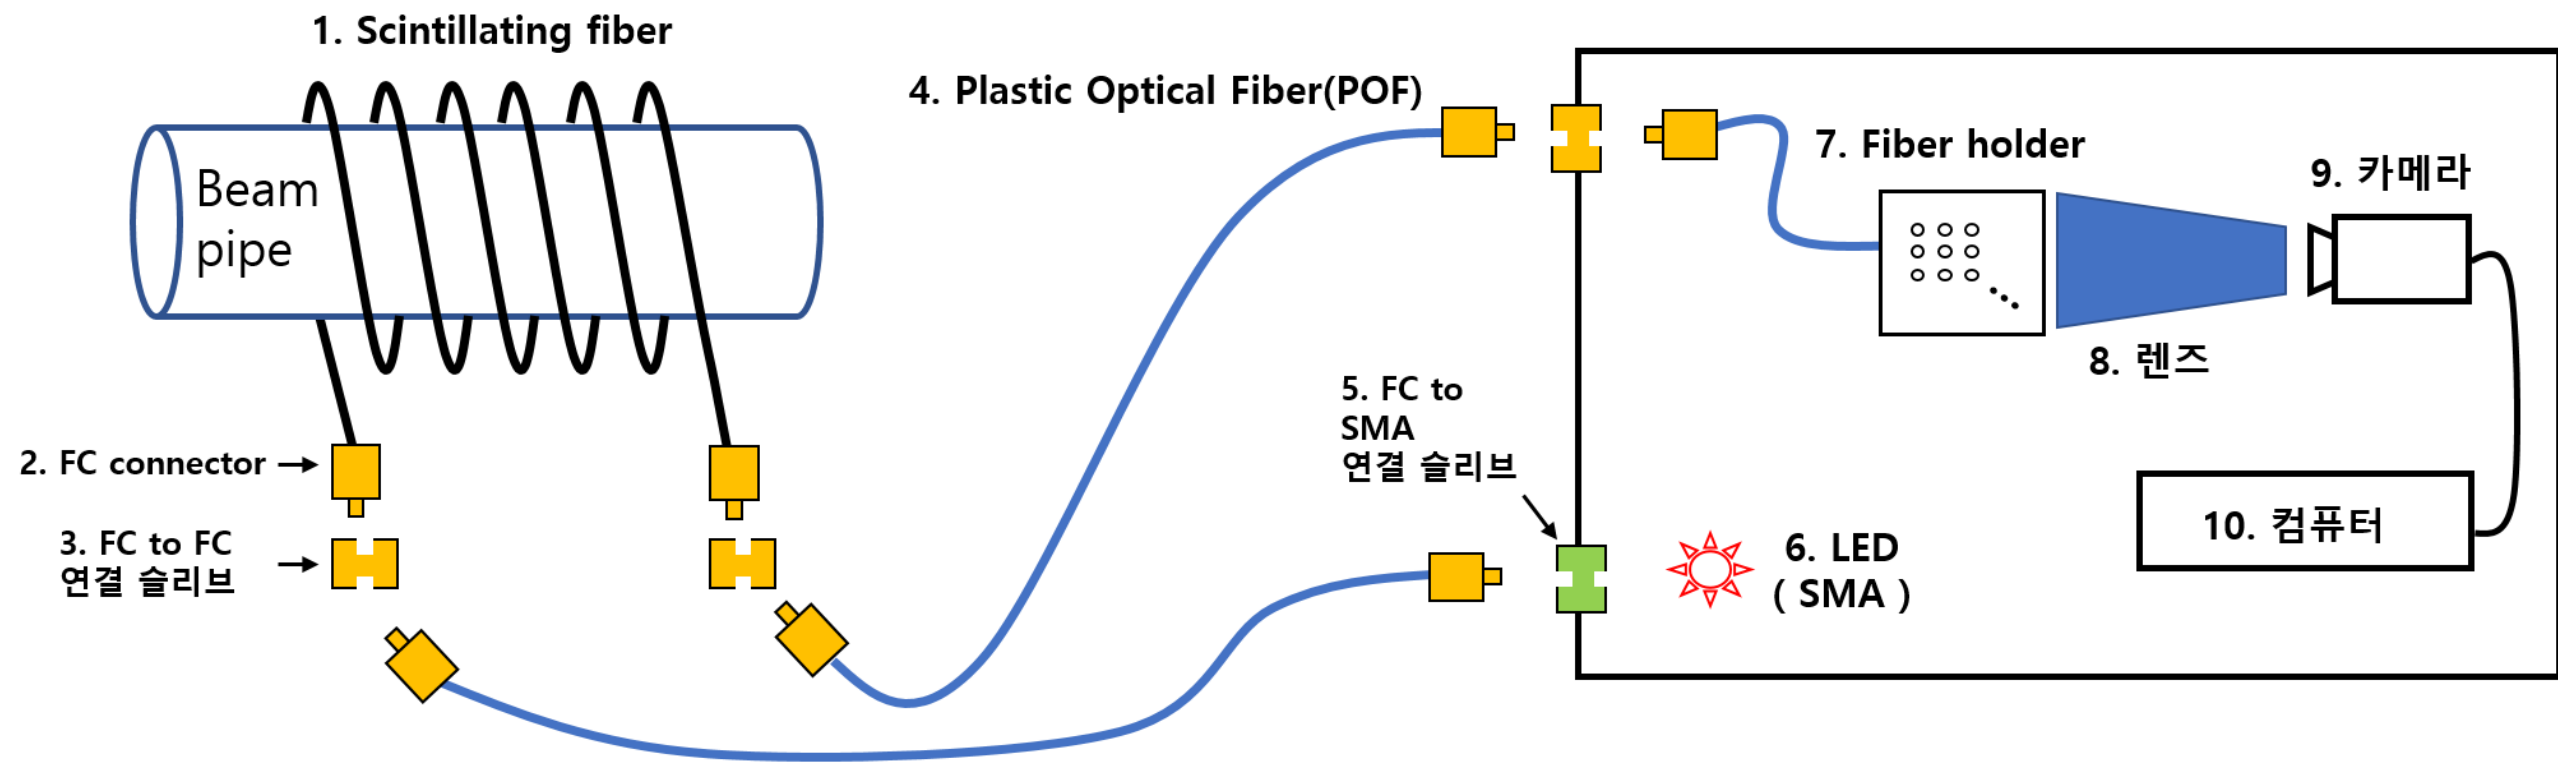 1. Scintillating fiber
Beam
pipe
2. FC connector
3. FC to FC
연결 슬리브
4. Plastic Optical Fiber(POF)
5. FC to
SMA
연결 슬리브
6. LED
( SMA )
7. Fiber holder
8. 렌즈
9. 카메라
10. 컴퓨터